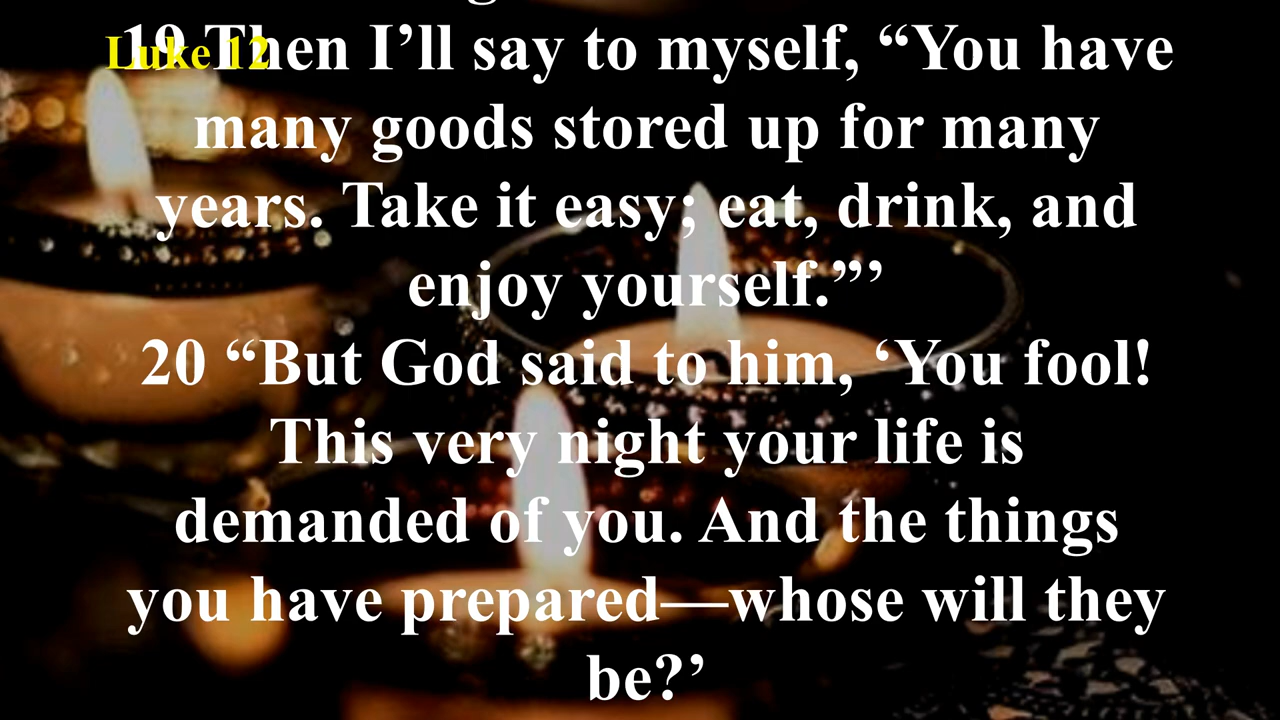 Luke 12
19 Then I’ll say to myself, “You have
many goods stored up for many
years. Take it easy; eat, drink, and
enjoy yourself.”’
20 “But God said to him, ‘You fool!
This very night your life is
demanded of you. And the things
you have prepared—whose will they
be?’